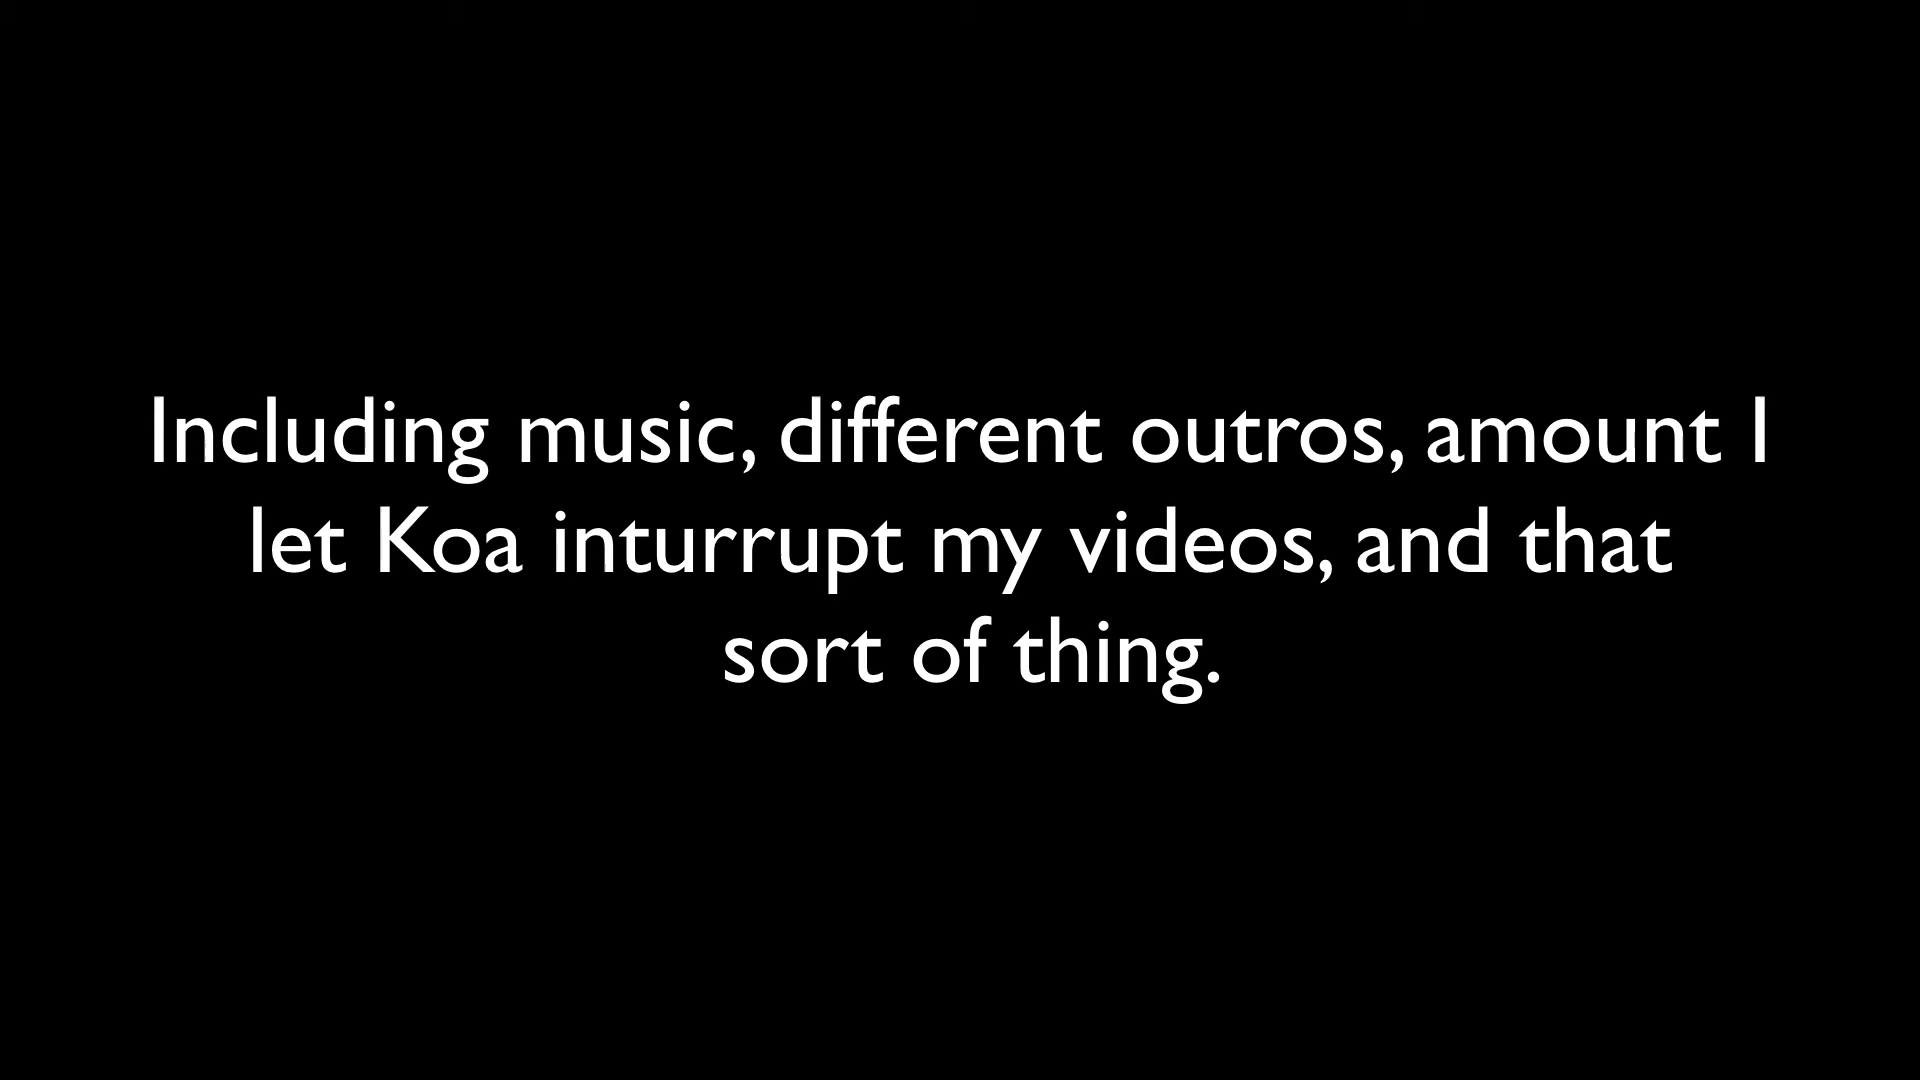 Including music, different outros, amount I
let Koa inturrupt my videos, and that
sort of thing.